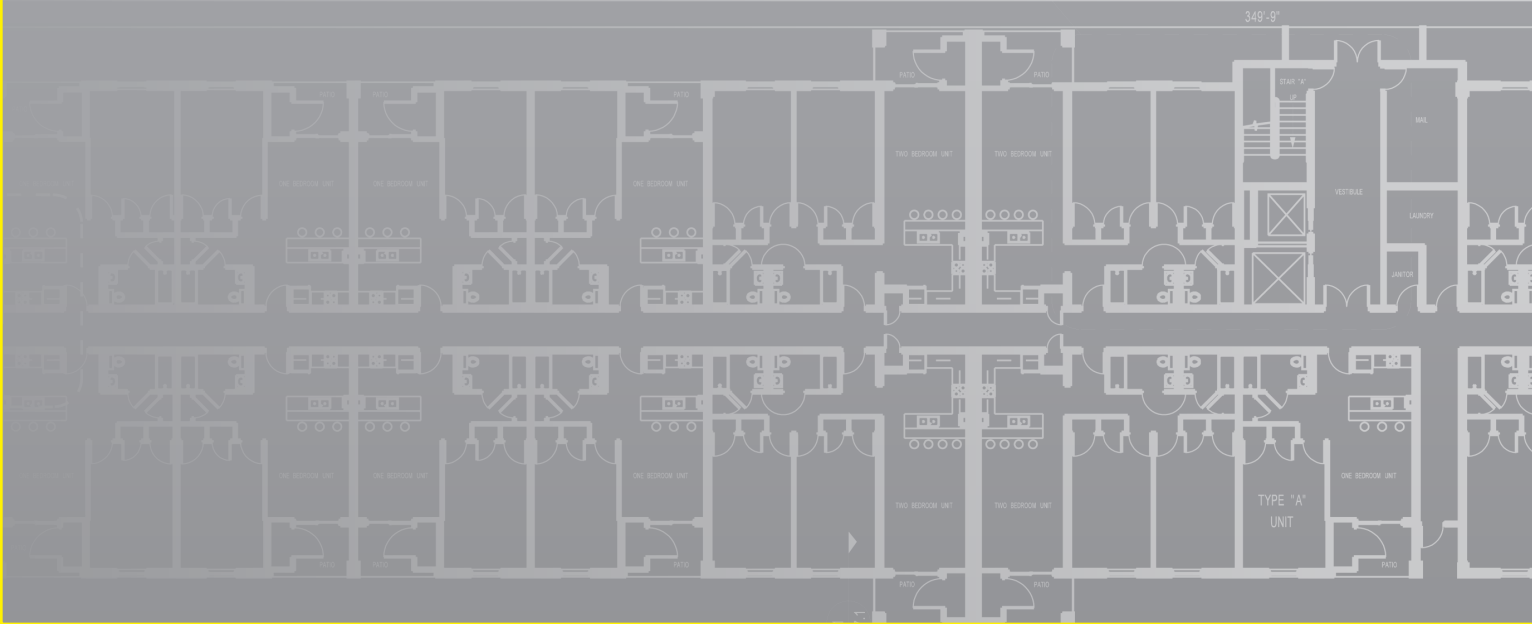 349'-9"
PATIO
PATIO
STAIR "A"
UP
PATIO
PATIO
PATIO
MAIL
TWO BEDROOM UNIT
TWO BEDROOM UNIT
ONE BEDROOM UNIT
ONE BEDROOM UNIT
ONE BEDROOM UNIT
VESTIBULE
LAUNDRY
JANITOR
ONE BEDROOM UNIT
ONE BEDROOM UNIT
ONE BEDROOM UNIT
ONE BEDROOM UNIT
TWO BEDROOM UNIT
TWO BEDROOM UNIT
TYPE "A"
UNIT
PATIO
PATIO
PATIO
PATIO
PATIO
PATIO